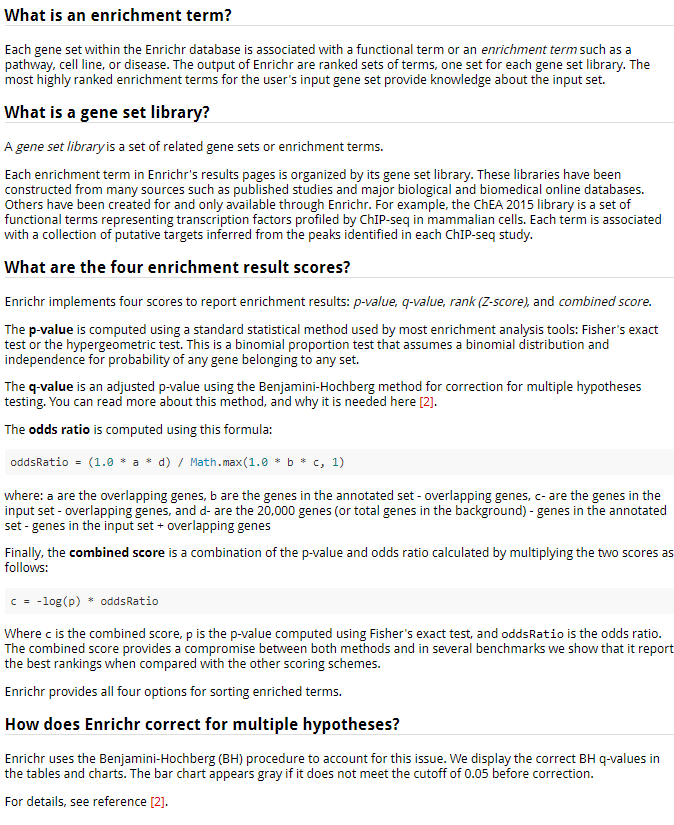 What is an enrichment term?
Each gene set within the Enrichr database is associated with a functional term or an enrichment term such as a
pathway, cell line, or disease. The output of Enrichr are ranked sets of terms, one set for each gene set library. The
most highly ranked enrichment terms for the user's input gene set provide knowledge about the input set.
What is a gene set library?
A gene set library is a set of related gene sets or enrichment terms.
Each enrichment term in Enrichr's results pages is organized by its gene set library. These libraries have been
constructed from many sources such as published studies and major biological and biomedical online databases.
Others have been created for and only available through Enrichr. For example, the ChEA 2015 library is a set of
functional terms representing transcription factors profiled by ChIP-seq in mammalian cells. Each term is associated
with a collection of putative targets inferred from the peaks identified in each ChIP-seq study.
What are the four enrichment result scores?
Enrichr implements four scores to report enrichment results: p-value, q-value, rank (Z-score), and combined score.
The p-value is computed using a standard statistical method used by most enrichment analysis tools: Fisher's exact
test or the hypergeometric test. This is a binomial proportion test that assumes a binomial distribution and
independence for probability of any gene belonging to any set.
The q-value is an adjusted p-value using the Benjamini-Hochberg method for correction for multiple hypotheses
testing. You can read more about this method, and why it is needed here [2].
The odds ratio is computed using this formula:
oddsRatio = (1.0 * a * d) / Math.max(1.0 * b * c, 1)
where: a are the overlapping genes, b are the genes in the annotated set - overlapping genes, c- are the genes in the
input set - overlapping genes, and d- are the 20,000 genes (or total genes in the background) - genes in the annotated
set - genes in the input set + overlapping genes
Finally, the combined score is a combination of the p-value and odds ratio calculated by multiplying the two scores as
follows:
c = -log(p) * oddsRatio
Where c is the combined score, p is the p-value computed using Fisher's exact test, and oddsRatio is the odds ratio.
The combined score provides a compromise between both methods and in several benchmarks we show that it report
the best rankings when compared with the other scoring schemes.
Enrichr provides all four options for sorting enriched terms.
How does Enrichr correct for multiple hypotheses?
Enrichr uses the Benjamini-Hochberg (BH) procedure to account for this issue. We display the correct BH q-values in
the tables and charts. The bar chart appears gray if it does not meet the cutoff of 0.05 before correction.
For details, see reference [2].